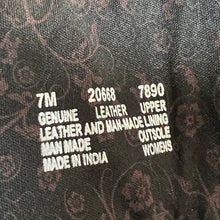 7M 20668 7890
GENUINE LEATHER UPPER
LEATHER AND MAN-MADE LINING
MAN MADE OUTSOLE
MADE IN INDIA WOMENS